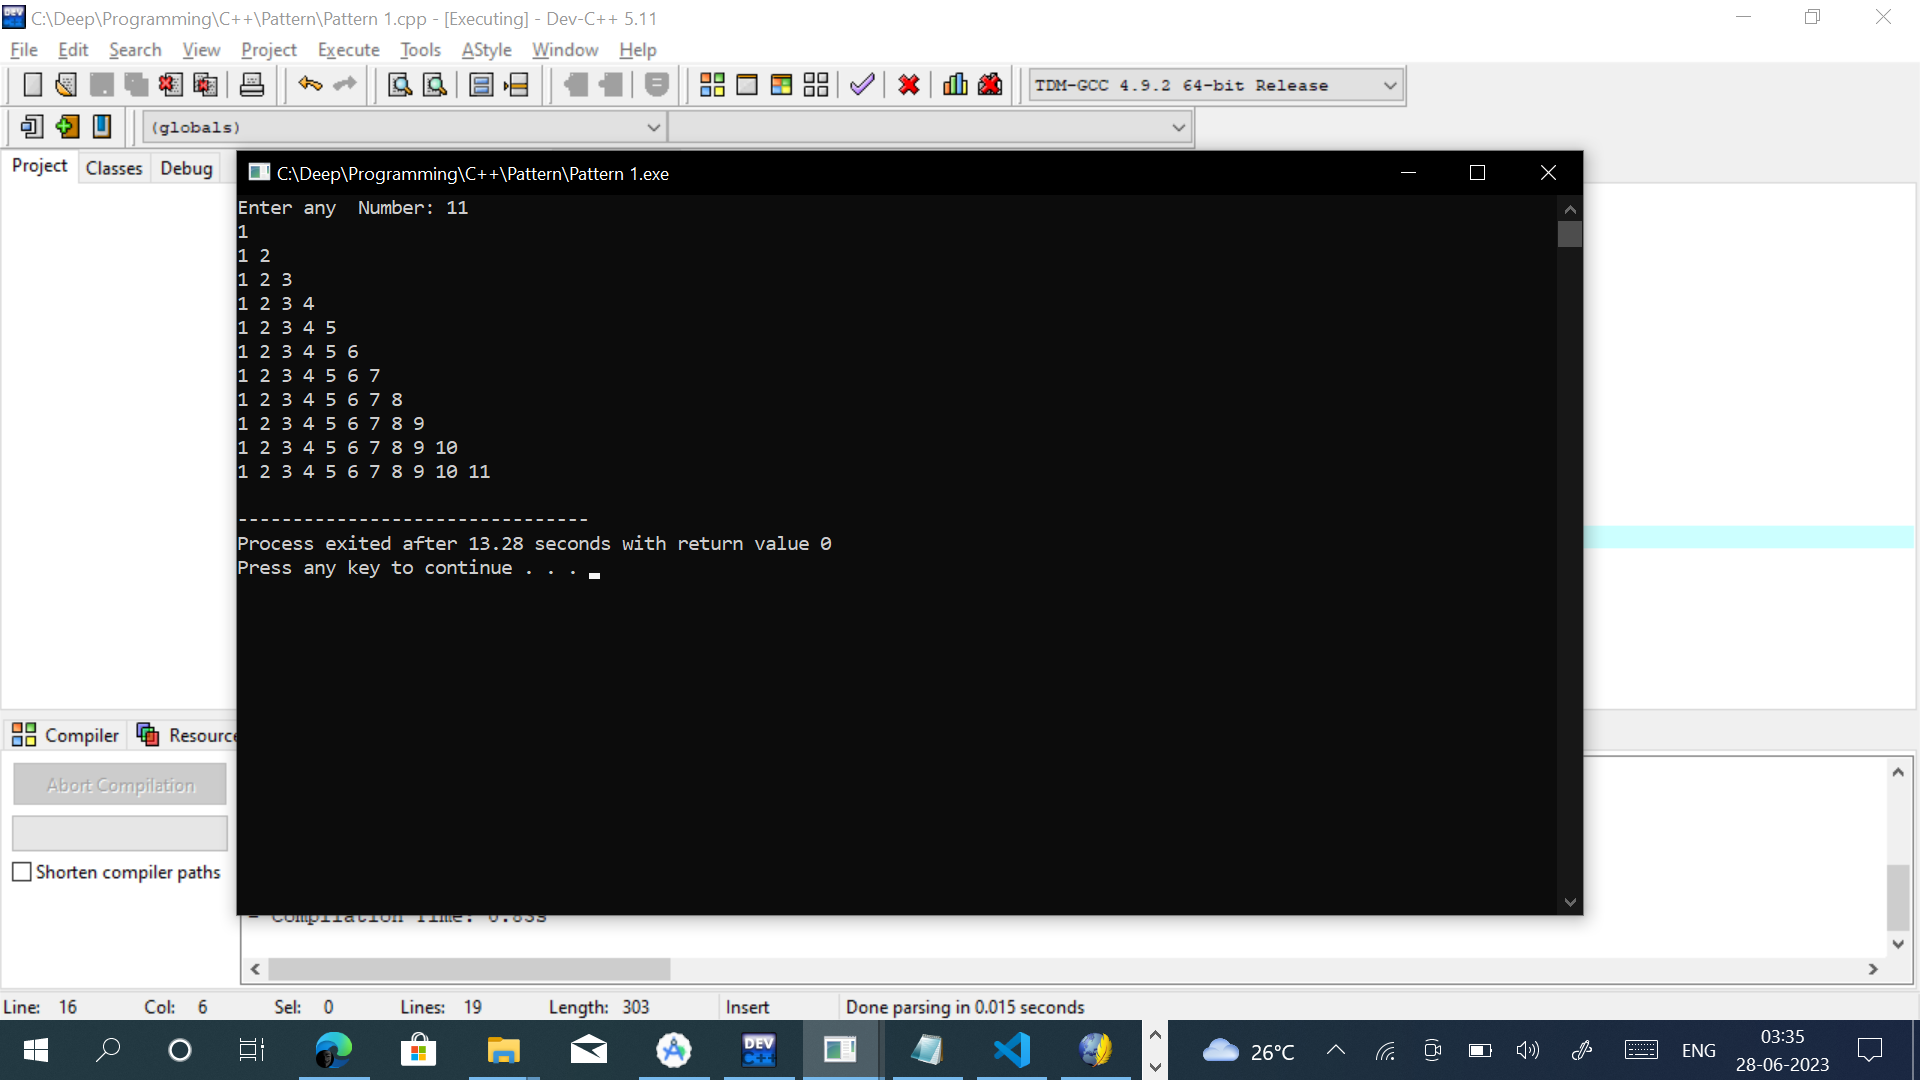 C:\Deep\Programming\C++\Pattern\Pattern 1.cpp - [Executing] - Dev-C++ 5.11
File Edit Search View Project Execute Tools AStyle Window Help
TDM-GCC 4.9.2 64-bit Release
(globals)
Project Classes Debug
C:\Deep\Programming\C++\Pattern\Pattern 1.exe
Enter any  Number: 11
1
1 2
1 2 3
1 2 3 4
1 2 3 4 5
1 2 3 4 5 6
1 2 3 4 5 6 7
1 2 3 4 5 6 7 8
1 2 3 4 5 6 7 8 9
1 2 3 4 5 6 7 8 9 10
1 2 3 4 5 6 7 8 9 10 11
--------------------------------
Process exited after 13.28 seconds with return value 0
Press any key to continue . . .
Compiler Resource
Abort Compilation
Shorten compiler paths
- Compilation Time: 0.83s
Line: 16 Col: 6 Sel: 0 Lines: 19 Length: 303 Insert Done parsing in 0.015 seconds
DEV C++
26°C
ENG
03:35
28-06-2023